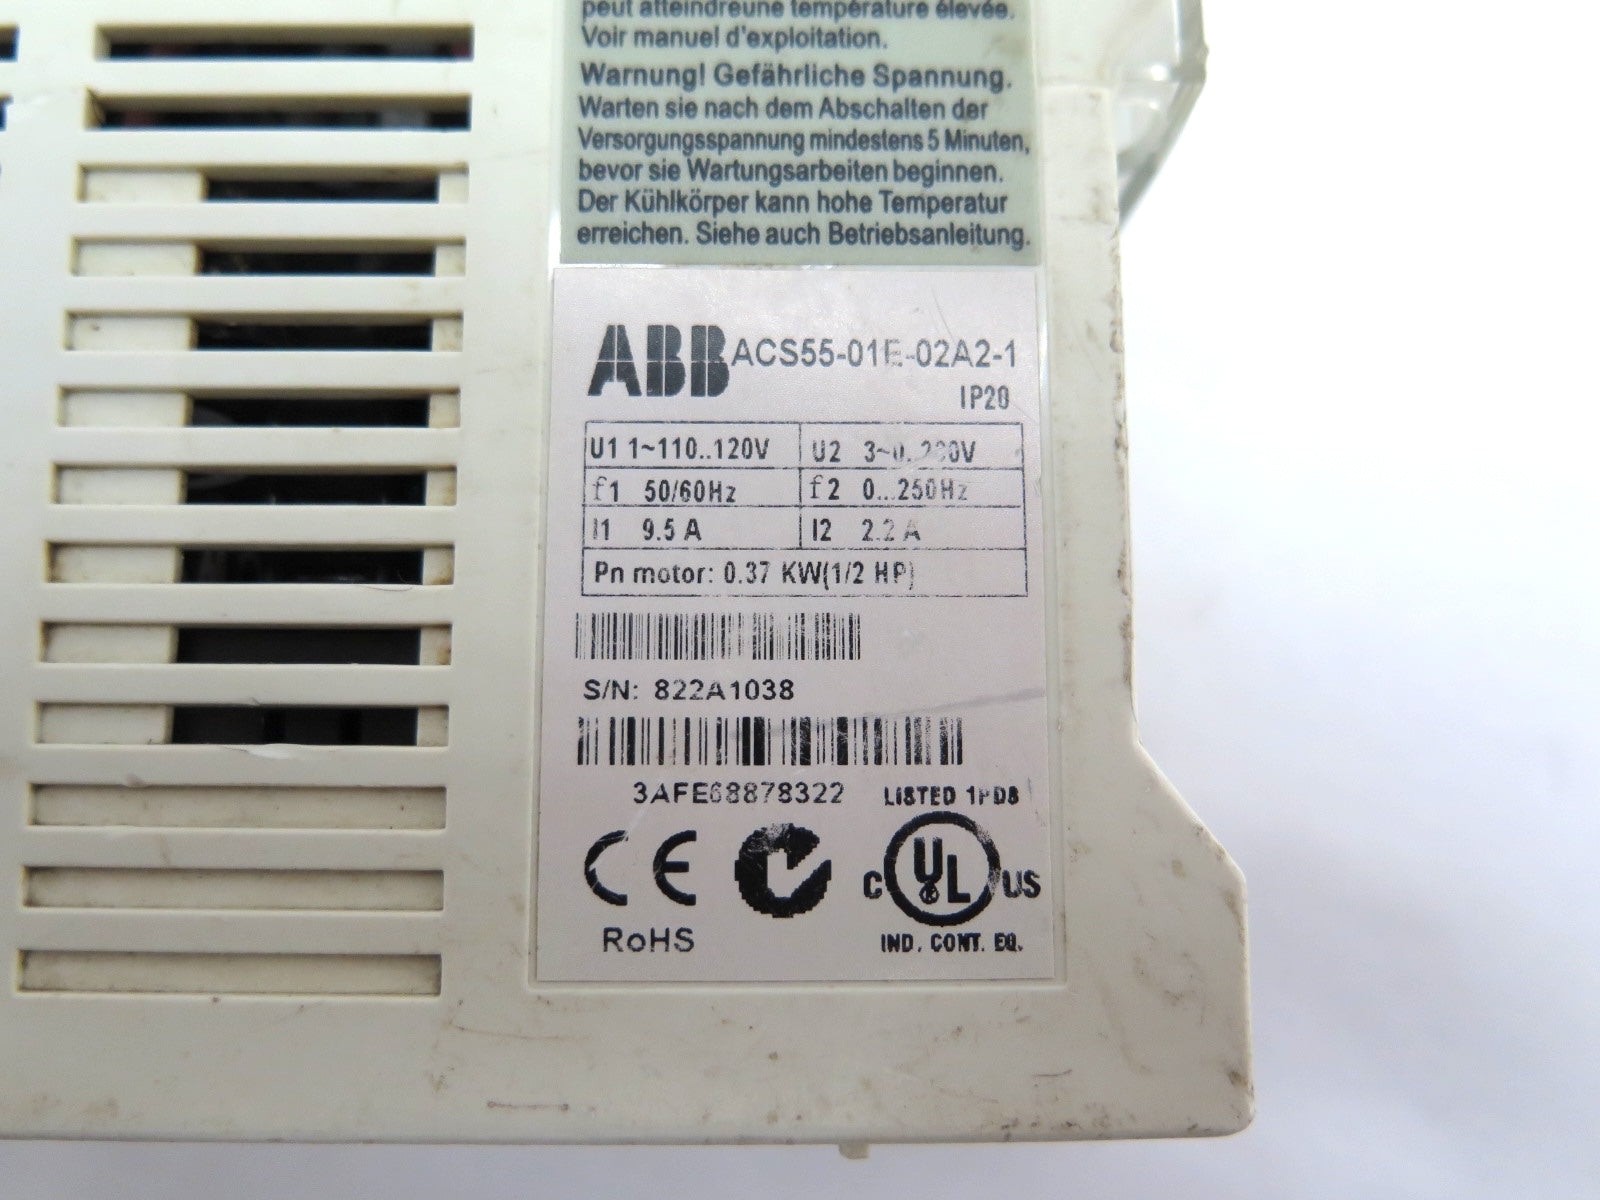 peut atteindreune température élevée.
Voir manuel d'exploitation.
Warnung! Gefährliche Spannung.
Warten sie nach dem Abschalten der
Versorgungsspannung mindestens 5 Minuten,
bevor sie Wartungsarbeiten beginnen.
Der Kühlkörper kann hohe Temperatur
erreichen. Siehe auch Betriebsanleitung.
ABB ACS55-01E-02A2-1
IP20
U1 1~110..120V U2
f1 50/60Hz f2 0...250Hz
I1 9.5 A I2 2.2 A
Pn motor: 0.37 KW(1/2 HP)
S/N: 822A1038
3AFE68878322 LISTED
CE C UL US
RoHS IND. CONT. EQ.